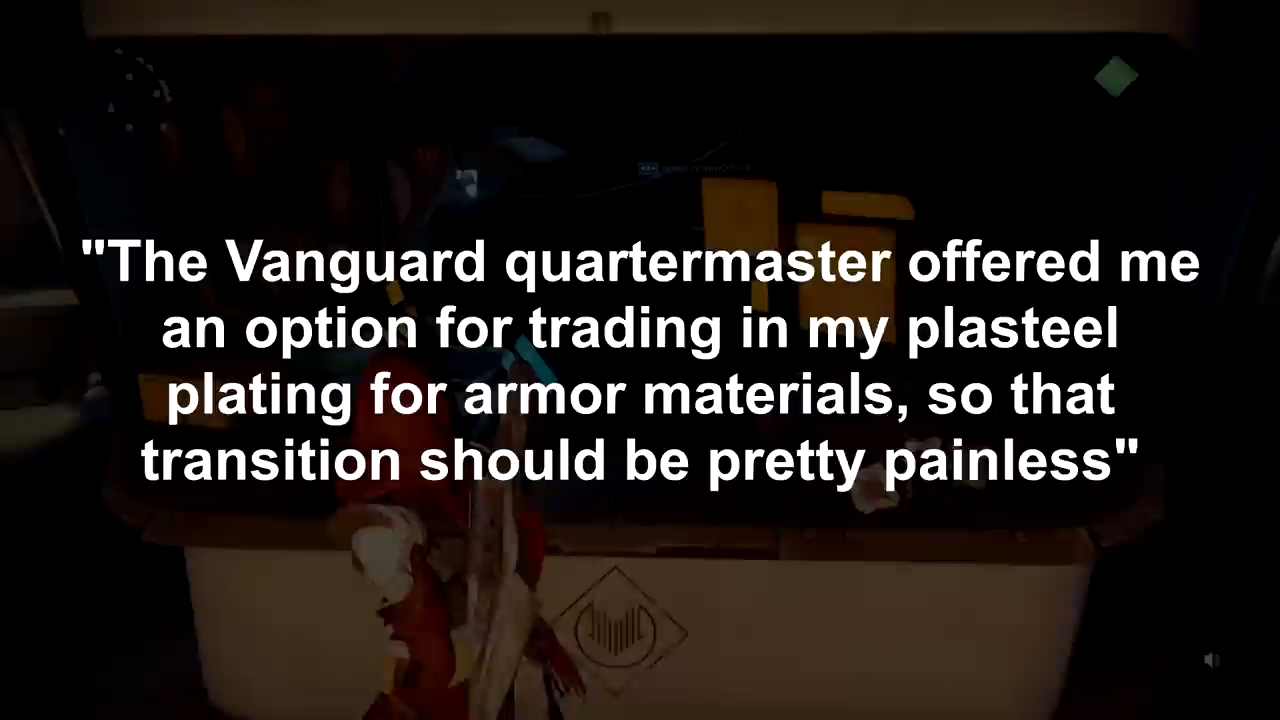 "The Vanguard quartermaster offered me
an option for trading in my plasteel
plating for armor materials, so that
transition should be pretty painless"